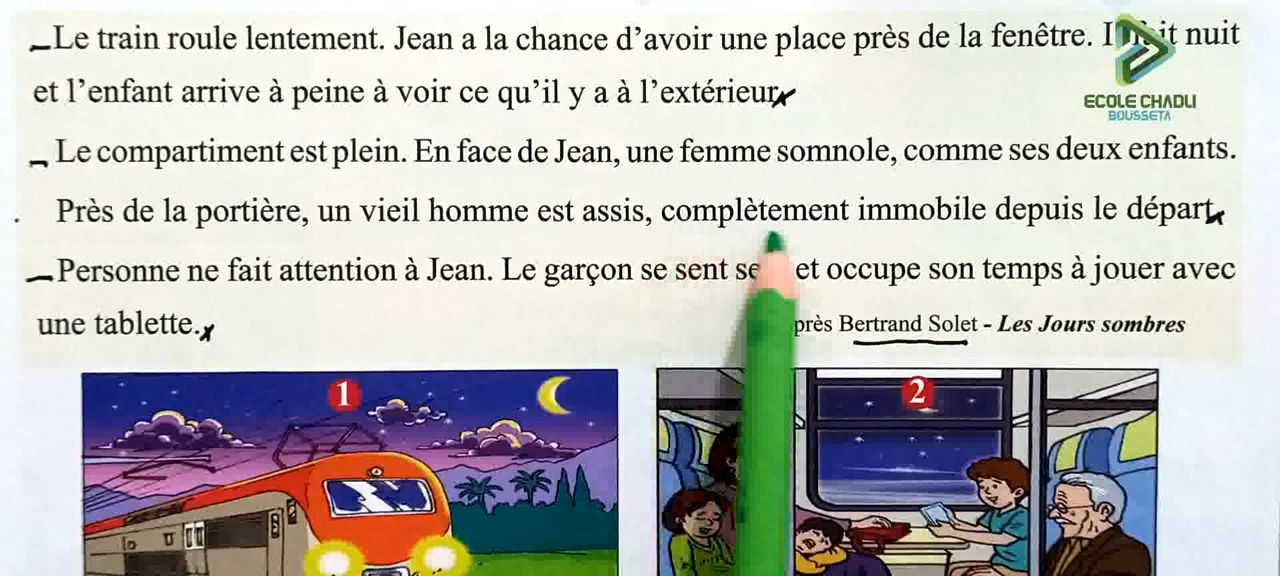 Le train roule lentement. Jean a la chance d'avoir une place près de la fenêtre. nuit
et l'enfant arrive à peine à voir ce qu'il y a à l'extérieur
ECOLE CHADLI
BOUSSETA
Le compartiment est plein. En face de Jean, une femme somnole, comme ses deux enfants.
Près de la portière, un vieil homme est assis, complètement immobile depuis le départ
Personne ne fait attention à Jean. Le garçon se sent et occupe son temps à jouer avec
une tablette.
près Bertrand Solet - Les Jours sombres
1
2